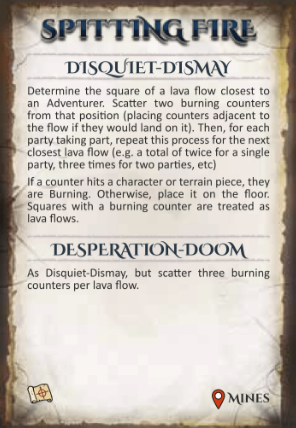 SPITTING FIRE
DISQUIET-DISMAY
Determine the square of a lava flow closest to
an Adventurer. Scatter two burning counters
from that position (placing counters adjacent to
the flow if they would land on it). Then, for each
party taking part, repeat this process for the next
closest lava flow (e.g. a total of twice for a single
party, three times for two parties, etc)
If a counter hits a character or terrain piece, they
are Burning. Otherwise, place it on the floor.
Squares with a burning counter are treated as
lava flows.
DESPERATION-DOOM
As Disquiet-Dismay, but scatter three burning
counters per lava flow.
MINES